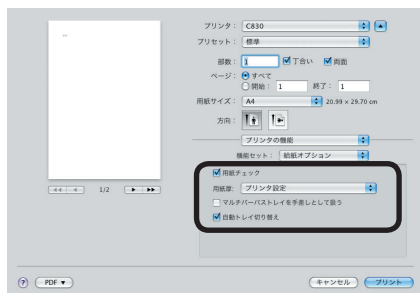 プリンタ： C830
プリセット： 標準
部数： 1 丁合い 両面
ページ： すべて
開始： 1 終了： 1
用紙サイズ： A4 20.99 × 29.70 cm
方向：
プリンタの機能
機能セット： 給紙オプション
用紙チェック
用紙厚： プリンタ設定
マルチパーパストレイを手差しとして扱う
自動トレイ切り替え
1/2
? PDF キャンセル プリント